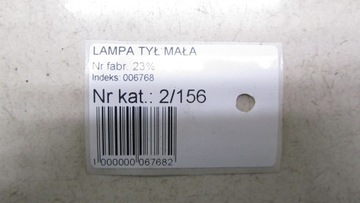 LAMPA TYŁ MAŁA
Nr fabr: 23%
Indeks: 006768
Nr kat.: 2/156
1 000000 067682